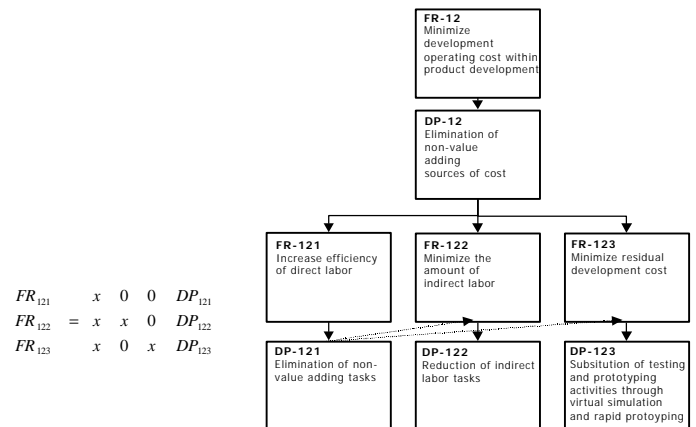 FR-12
Minimize
development
operating cost within
product development
DP-12
Elimination of
non-value
adding
sources of cost
FR-121
Increase efficiency
of direct labor
FR-122
Minimize the
amount of
indirect labor
FR-123
Minimize residual
development cost
FR121 x 0 0 DP121
FR122 = x x 0 DP122
FR123 x 0 x DP123
DP-121
Elimination of non-
value adding tasks
DP-122
Reduction of indirect
labor tasks
DP-123
Subsitution of testing
and prototyping
activities through
virtual simulation
and rapid protoyping